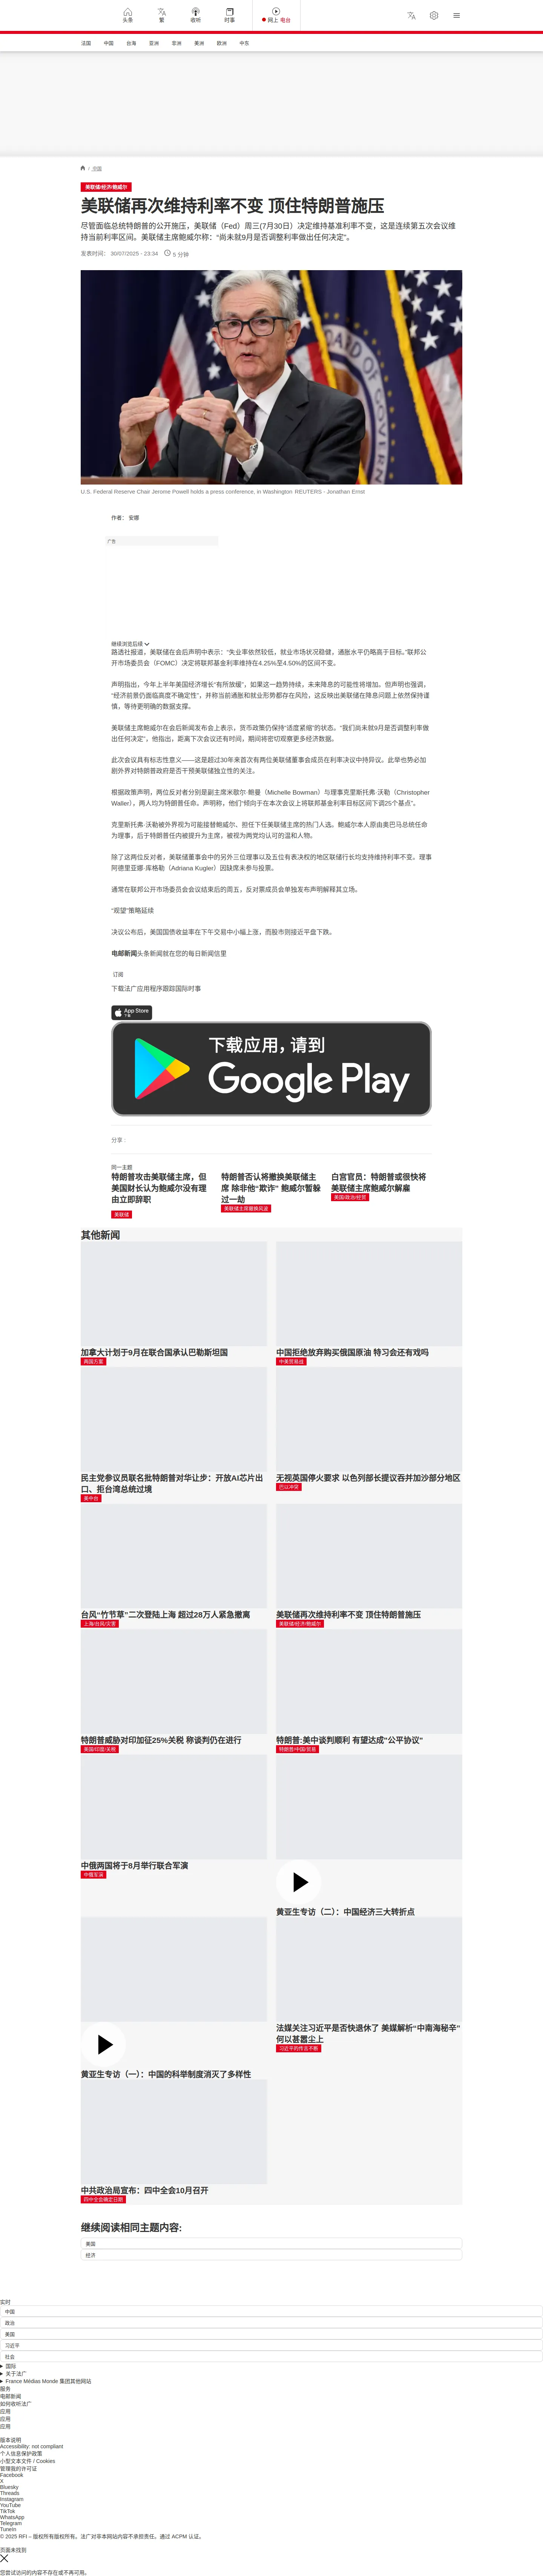 头条
繁
收听
时事
网上 电台
法国 中国 台海 亚洲 非洲 美洲 欧洲 中东
/ 中国
美联储/经济/鲍威尔
美联储再次维持利率不变 顶住特朗普施压
尽管面临总统特朗普的公开施压，美联储（Fed）周三(7月30日）决定维持基准利率不变，这是连续第五次会议维
持当前利率区间。美联储主席鲍威尔称：“尚未就9月是否调整利率做出任何决定”。
发表时间： 30/07/2025 - 23:34
5 分钟
U.S. Federal Reserve Chair Jerome Powell holds a press conference, in Washington REUTERS - Jonathan Ernst
作者： 安娜
广告
继续浏览后续
路透社报道，美联储在会后声明中表示：“失业率依然较低，就业市场状况稳健，通胀水平仍略高于目标。”联邦公
开市场委员会（FOMC）决定将联邦基金利率维持在4.25%至4.50%的区间不变。
声明指出，今年上半年美国经济增长“有所放缓”，如果这一趋势持续，未来降息的可能性将增加。但声明也强调，
“经济前景仍面临高度不确定性”，并称当前通胀和就业形势都存在风险，这反映出美联储在降息问题上依然保持谨
慎，等待更明确的数据支撑。
美联储主席鲍威尔在会后新闻发布会上表示，货币政策仍保持“适度紧缩”的状态。“我们尚未就9月是否调整利率做
出任何决定”。他指出，距离下次会议还有时间，期间将密切观察更多经济数据。
此次会议具有标志性意义——这是超过30年来首次有两位美联储董事会成员在利率决议中持异议。此举也势必加
剧外界对特朗普政府是否干预美联储独立性的关注。
根据政策声明，两位反对者分别是副主席米歇尔·鲍曼（Michelle Bowman）与理事克里斯托弗·沃勒（Christopher
Waller），两人均为特朗普任命。声明称，他们“倾向于在本次会议上将联邦基金利率目标区间下调25个基点”。
克里斯托弗·沃勒被外界视为可能接替鲍威尔、担任下任美联储主席的热门人选。鲍威尔本人原由奥巴马总统任命
为理事，后于特朗普任内被提升为主席，被视为两党均认可的温和人物。
除了这两位反对者，美联储董事会中的另外三位理事以及五位有表决权的地区联储行长均支持维持利率不变。理事
阿德里亚娜·库格勒（Adriana Kugler）因缺席未参与投票。
通常在联邦公开市场委员会会议结束后的周五，反对票成员会单独发布声明解释其立场。
“观望”策略延续
决议公布后，美国国债收益率在下午交易中小幅上涨，而股市则接近平盘下跌。
电邮新闻头条新闻就在您的每日新闻信里
订阅
下载法广应用程序跟踪国际时事
App Store
下载
下载应用，请到
Google Play
分享 :
同一主题
特朗普攻击美联储主席，但
美国财长认为鲍威尔没有理
由立即辞职
美联储
特朗普否认将撤换美联储主
席 除非他“欺诈” 鲍威尔暂躲
过一劫
美联储主席撤换风波
白宫官员：特朗普或很快将
美联储主席鲍威尔解雇
美国/政治/经贸
其他新闻
加拿大计划于9月在联合国承认巴勒斯坦国
两国方案
中国拒绝放弃购买俄国原油 特习会还有戏吗
中美贸易战
民主党参议员联名批特朗普对华让步：开放AI芯片出
口、拒台湾总统过境
美中台
无视英国停火要求 以色列部长提议吞并加沙部分地区
巴以冲突
台风“竹节草”二次登陆上海 超过28万人紧急撤离
上海/台风/灾害
美联储再次维持利率不变 顶住特朗普施压
美联储/经济/鲍威尔
特朗普威胁对印加征25%关税 称谈判仍在进行
美国/印度/关税
特朗普:美中谈判顺利 有望达成"公平协议"
特朗普/中国/贸易
中俄两国将于8月举行联合军演
中俄军演
黄亚生专访（二）：中国经济三大转折点
黄亚生专访（一）：中国的科举制度消灭了多样性
法媒关注习近平是否快退休了 美媒解析“中南海秘辛”
何以甚嚣尘上
习近平的传言不断
中共政治局宣布：四中全会10月召开
四中全会确定日期
继续阅读相同主题内容:
美国
经济
实时
中国
政治
美国
习近平
社会
国际
关于法广
France Médias Monde 集团其他网站
服务
电邮新闻
如何收听法广
应用
应用
应用
版本说明
Accessibility: not compliant
个人信息保护政策
小型文本文件 / Cookies
管理我的许可证
Facebook
X
Bluesky
Threads
Instagram
YouTube
TikTok
WhatsApp
Telegram
TuneIn
© 2025 RFI – 版权所有版权所有。法广对非本网站内容不承担责任。通过 ACPM 认证。
页面未找到
您尝试访问的内容不存在或不再可用。